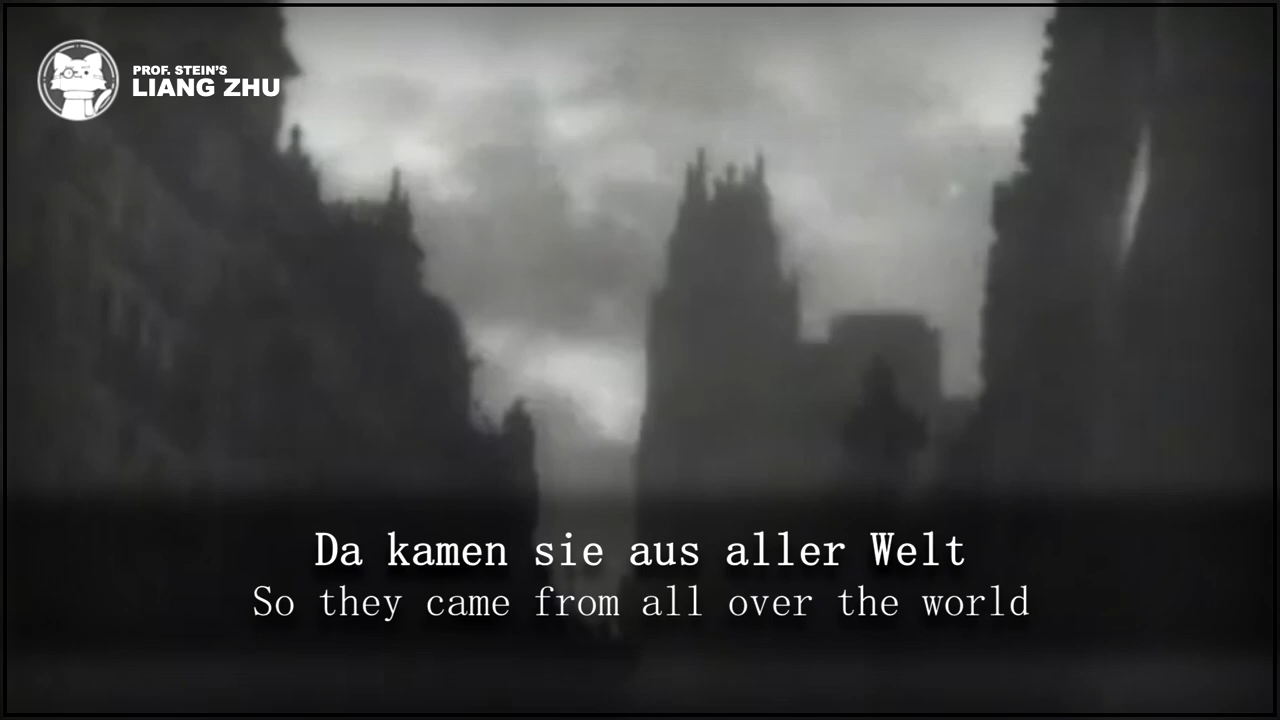 PROF. STEIN'S
LIANG ZHU
Da kamen sie aus aller Welt
So they came from all over the world